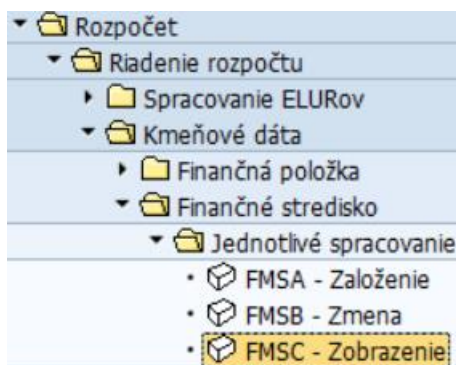 Rozpočet
Riadenie rozpočtu
Spracovanie ELURov
Kmeňové dáta
Finančná položka
Finančné stredisko
Jednotlivé spracovanie
FMSA - Založenie
FMSB - Zmena
FMSC - Zobrazenie